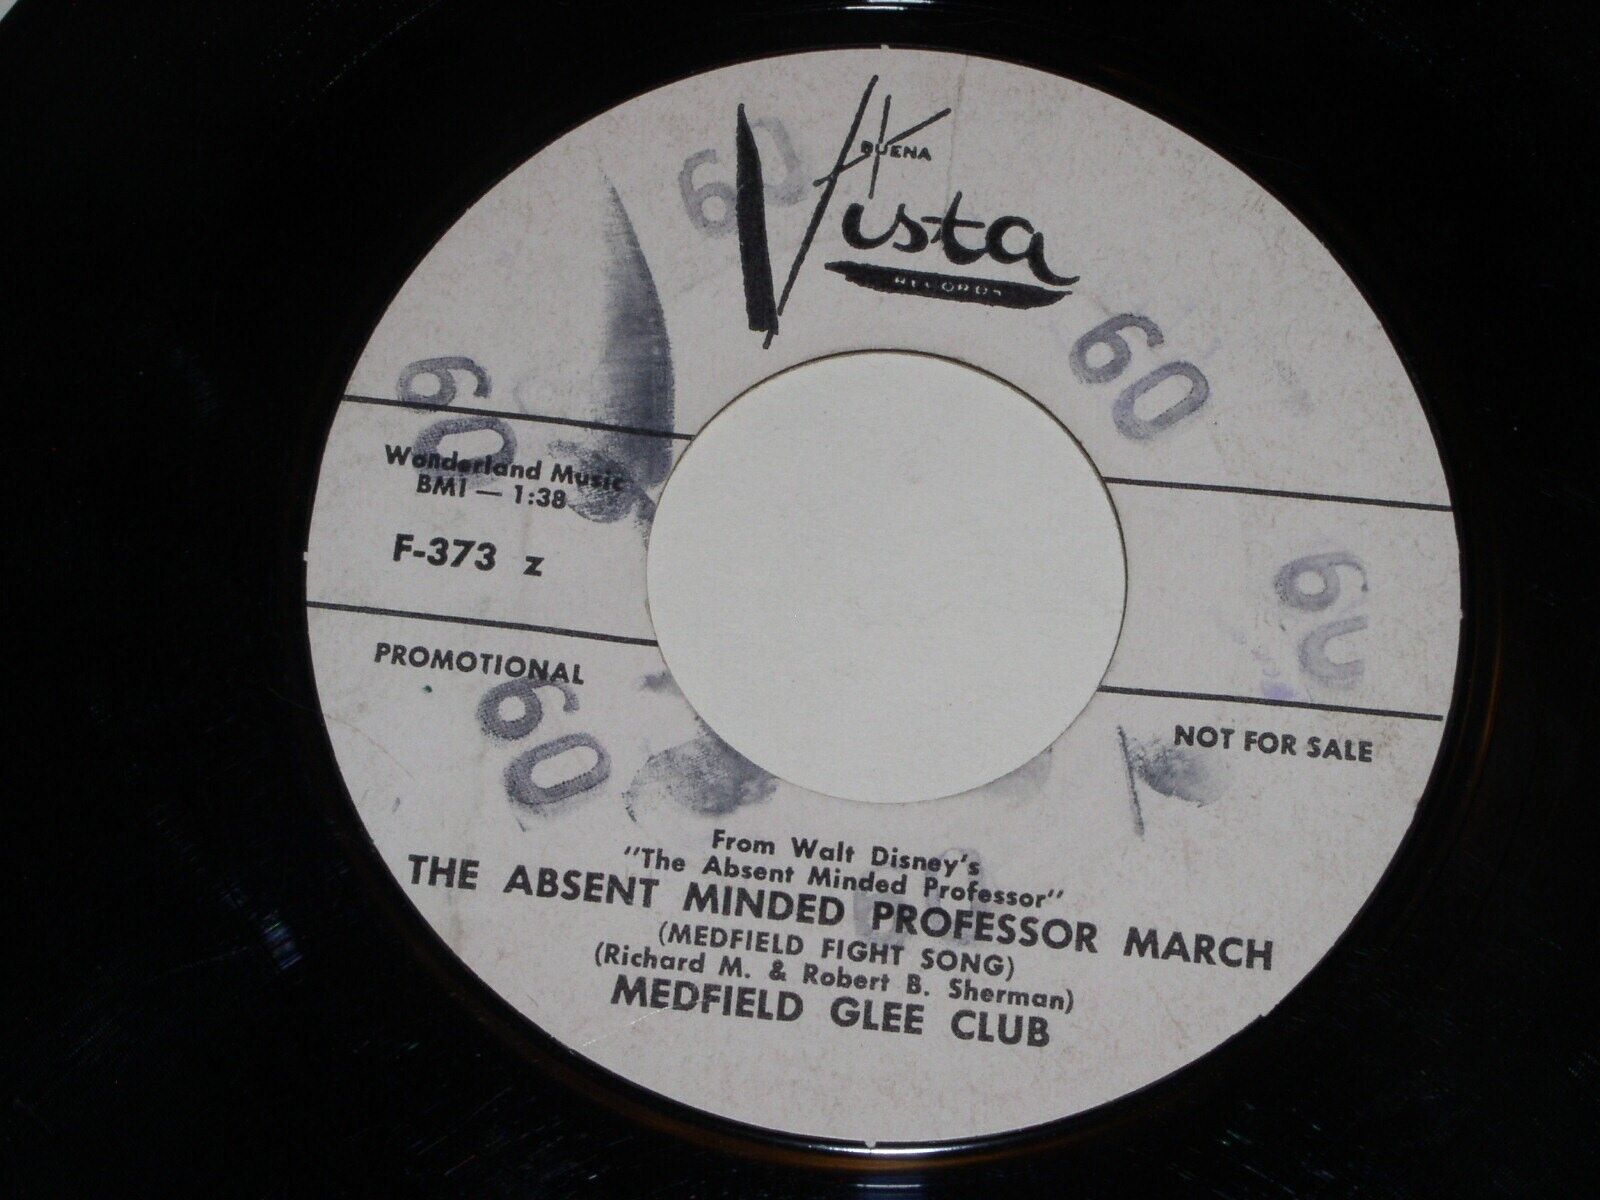 BUENA
Vista
RECORDS
60
60
60
60
60
Wonderland Music
BMI — 1:38
F-373 z
PROMOTIONAL
NOT FOR SALE
From Walt Disney's
"The Absent Minded Professor"
THE ABSENT MINDED PROFESSOR MARCH
(MEDFIELD FIGHT SONG)
(Richard M. & Robert B. Sherman)
MEDFIELD GLEE CLUB